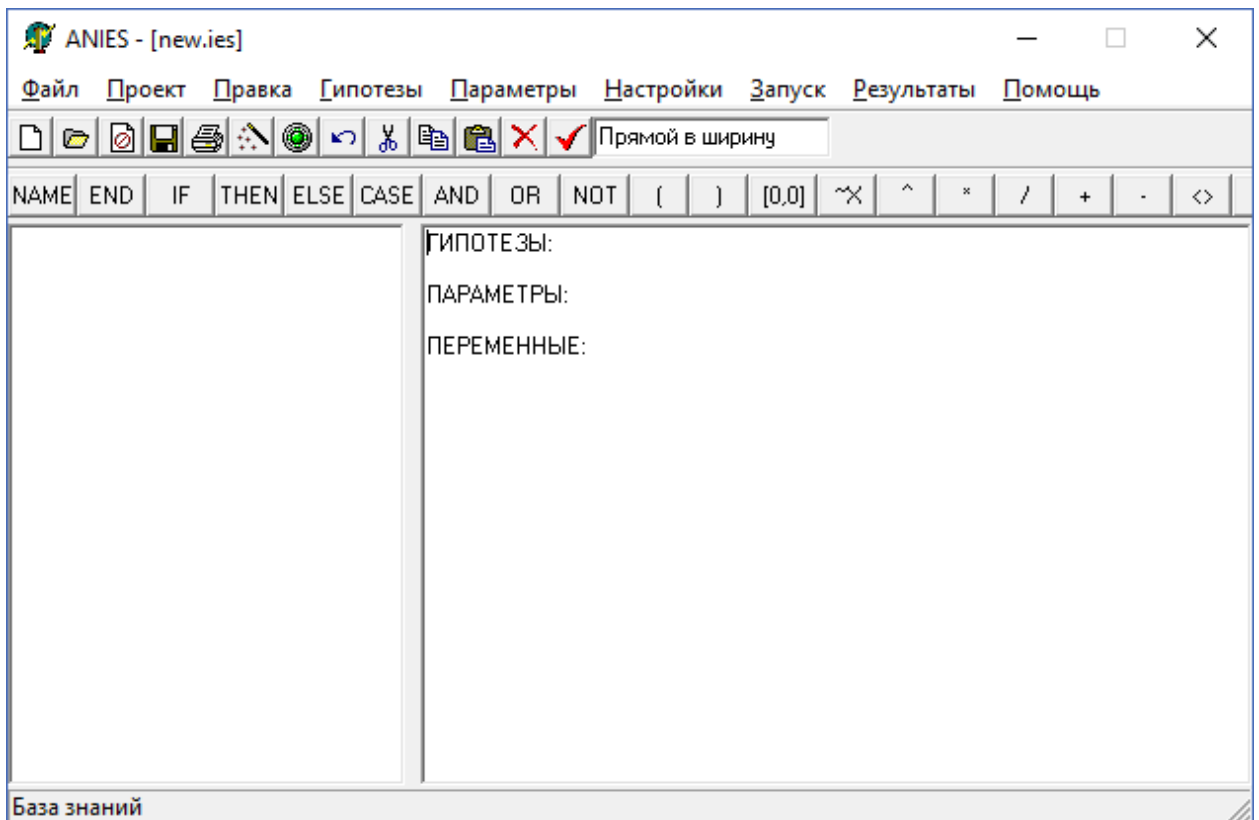 ANIES - [new.ies]
Файл Проект Правка Гипотезы Параметры Настройки Запуск Результаты Помощь
Прямой в ширину
NAME END IF THEN ELSE CASE AND OR NOT ( ) [0,0] ~X ^ * / + - <>
ГИПОТЕЗЫ:
ПАРАМЕТРЫ:
ПЕРЕМЕННЫЕ:
База знаний